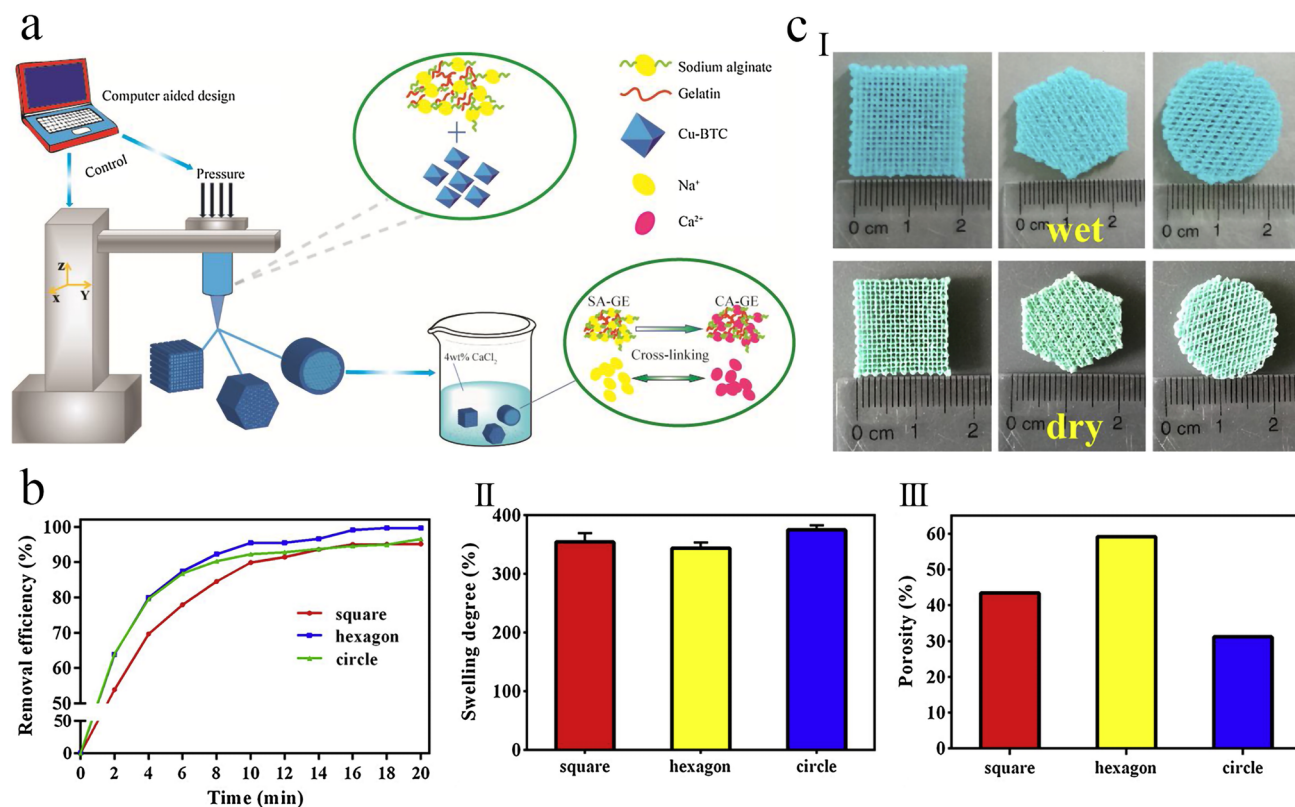 a
Computer aided design
Control
Pressure
z
x
Y
Sodium alginate
Gelatin
Cu-BTC
Na⁺
Ca²⁺
4wt% CaCl₂
SA-GE
CA-GE
Cross-linking
c
I
0 cm 1 2
0 cm 1 2
0 cm 1 2
wet
0 cm 1 2
0 cm 1 2
0 cm 1 2
dry
b
Removal efficiency (%)
100
90
80
70
60
50
50
0
0 2 4 6 8 10 12 14 16 18 20
Time (min)
square
hexagon
circle
II
Swelling degree (%)
400
300
200
100
0
square hexagon circle
III
Porosity (%)
60
50
40
30
20
10
0
square hexagon circle